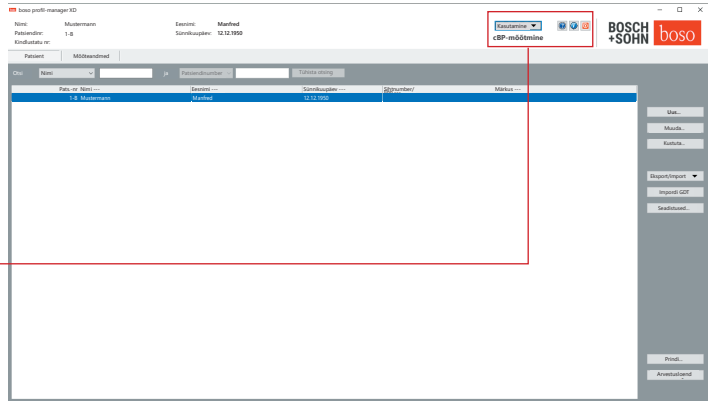 boso profil-manager XD
Nimi: Mustermann Eesnimi: Manfred
Patsiendinr: 1-8 Sünnikuupäev: 12.12.1950
Kindlustatu nr:
Kasutamine
cBP-mõõtmine
BOSCH
+SOHN
boso
Patsient Mõõteandmed
Otsi Nimi ja Patsiendinumber Tühista otsing
Pats.-nr Nimi --- Eesnimi --- Sünnikuupäev --- Sihtnumber/ Märkus ---
1-8 Mustermann Manfred 12.12.1950
Uus...
Muuda...
Kustuta...
Eksport/import
Impordi GDT
Seadistused...
Prindi...
Arvestusloend